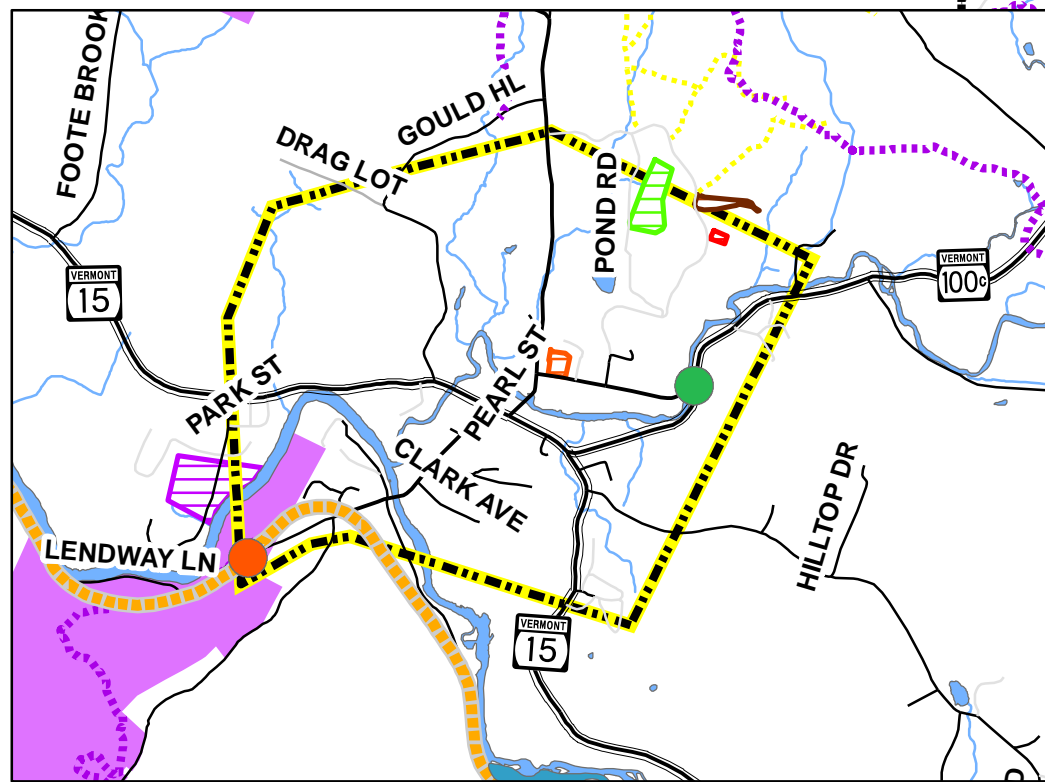 FOOTE BROOK
GOULD HL
DRAG LOT
POND RD
VERMONT
15
VERMONT
100c
PEARL ST
PARK ST
CLARK AVE
HILLTOP DR
LENDWAY LN
VERMONT
15